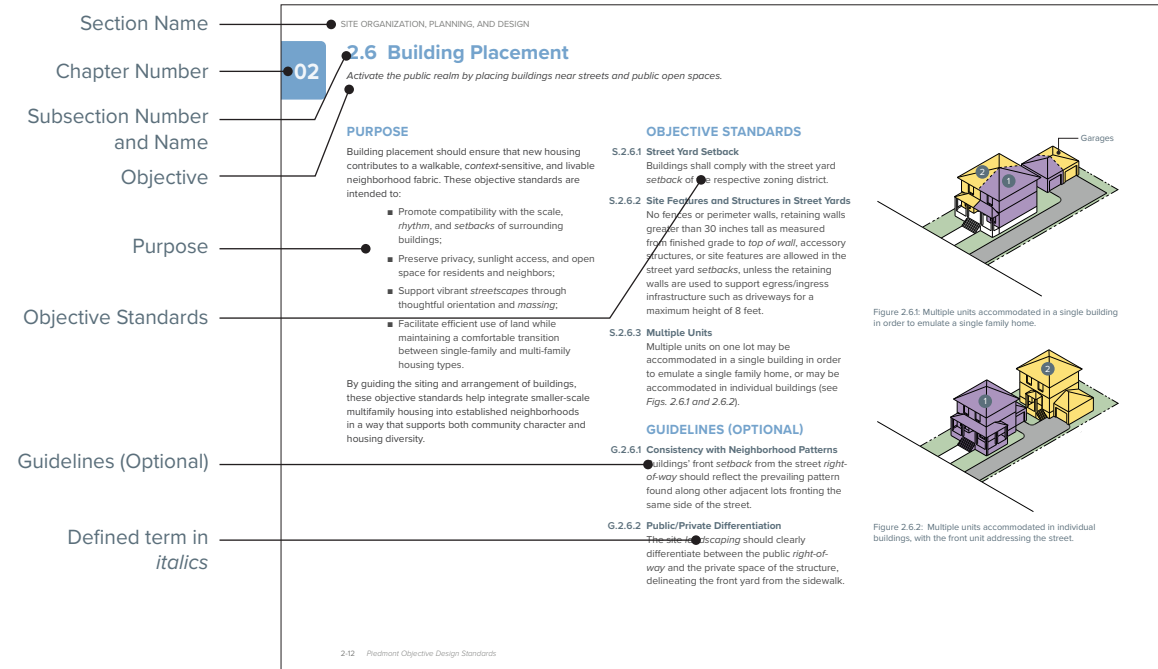 Section Name
Chapter Number
Subsection Number
and Name
Objective
Purpose
Objective Standards
Guidelines (Optional)
Defined term in
italics
SITE ORGANIZATION, PLANNING, AND DESIGN
02
2.6 Building Placement
Activate the public realm by placing buildings near streets and public open spaces.
PURPOSE
Building placement should ensure that new housing
contributes to a walkable, context-sensitive, and livable
neighborhood fabric. These objective standards are
intended to:
■ Promote compatibility with the scale,
rhythm, and setbacks of surrounding
buildings;
■ Preserve privacy, sunlight access, and open
space for residents and neighbors;
■ Support vibrant streetscapes through
thoughtful orientation and massing;
■ Facilitate efficient use of land while
maintaining a comfortable transition
between single-family and multi-family
housing types.
By guiding the siting and arrangement of buildings,
these objective standards help integrate smaller-scale
multifamily housing into established neighborhoods
in a way that supports both community character and
housing diversity.
OBJECTIVE STANDARDS
S.2.6.1 Street Yard Setback
Buildings shall comply with the street yard
setback of the respective zoning district.
S.2.6.2 Site Features and Structures in Street Yards
No fences or perimeter walls, retaining walls
greater than 30 inches tall as measured
from finished grade to top of wall, accessory
structures, or site features are allowed in the
street yard setbacks, unless the retaining
walls are used to support egress/ingress
infrastructure such as driveways for a
maximum height of 8 feet.
S.2.6.3 Multiple Units
Multiple units on one lot may be
accommodated in a single building in order
to emulate a single family home, or may be
accommodated in individual buildings (see
Figs. 2.6.1 and 2.6.2).
GUIDELINES (OPTIONAL)
G.2.6.1 Consistency with Neighborhood Patterns
Buildings' front setback from the street right-
of-way should reflect the prevailing pattern
found along other adjacent lots fronting the
same side of the street.
G.2.6.2 Public/Private Differentiation
The site landscaping should clearly
differentiate between the public right-of-
way and the private space of the structure,
delineating the front yard from the sidewalk.
Garages
2
1
Figure 2.6.1: Multiple units accommodated in a single building
in order to emulate a single family home.
2
1
Figure 2.6.2: Multiple units accommodated in individual
buildings, with the front unit addressing the street.
2-12 Piedmont Objective Design Standards